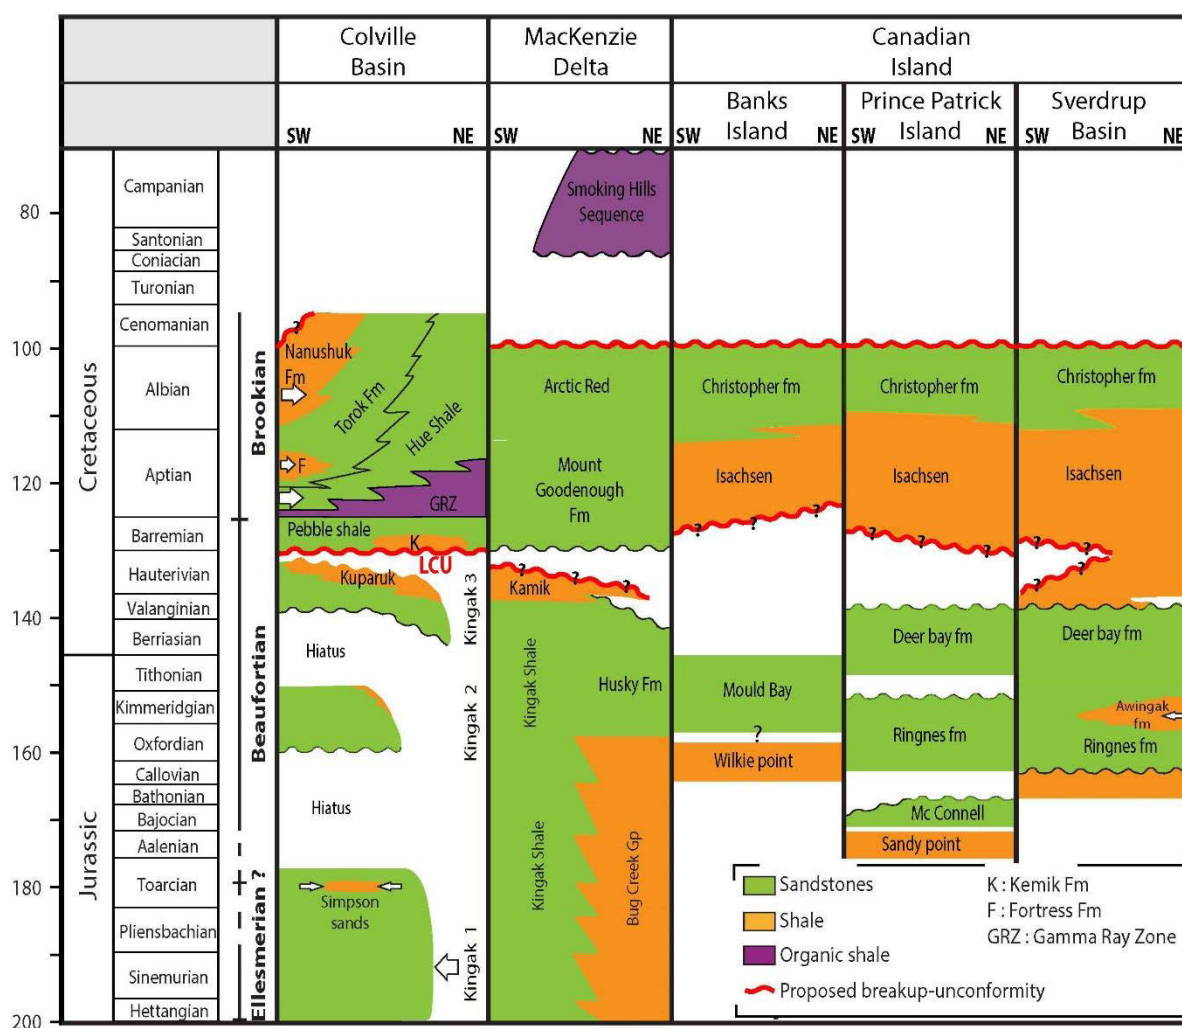 Colville
Basin
MacKenzie
Delta
Canadian
Island
Banks
Island
Prince Patrick
Island
Sverdrup
Basin
SW
NE
SW
NE
SW
NE
SW
NE
SW
NE
80
100
120
140
160
180
200
Cretaceous
Jurassic
Campanian
Santonian
Coniacian
Turonian
Cenomanian
Albian
Aptian
Barremian
Hauterivian
Valanginian
Berriasian
Tithonian
Kimmeridgian
Oxfordian
Callovian
Bathonian
Bajocian
Aalenian
Toarcian
Pliensbachian
Sinemurian
Hettangian
Brookian
Beaufortian
Ellesmerian ?
?
Nanushuk
Fm
Torok Fm
Hue Shale
F
GRZ
Pebble shale
K
LCU
Kuparuk
Kingak 3
Hiatus
Kingak 2
Hiatus
Simpson
sands
Kingak 1
Smoking Hills
Sequence
Arctic Red
Mount
Goodenough
Fm
?
?
?
Kamik
Kingak Shale
Husky Fm
Kingak Shale
Bug Creek Gp
Christopher fm
Isachsen
?
?
?
Mould Bay
?
Wilkie point
Christopher fm
Isachsen
?
?
?
Deer bay fm
Ringnes fm
Mc Connell
Sandy point
Christopher fm
Isachsen
?
?
?
?
Deer bay fm
Awingak
fm
Ringnes fm
Sandstones
Shale
Organic shale
Proposed breakup-unconformity
K : Kemik Fm
F : Fortress Fm
GRZ : Gamma Ray Zone